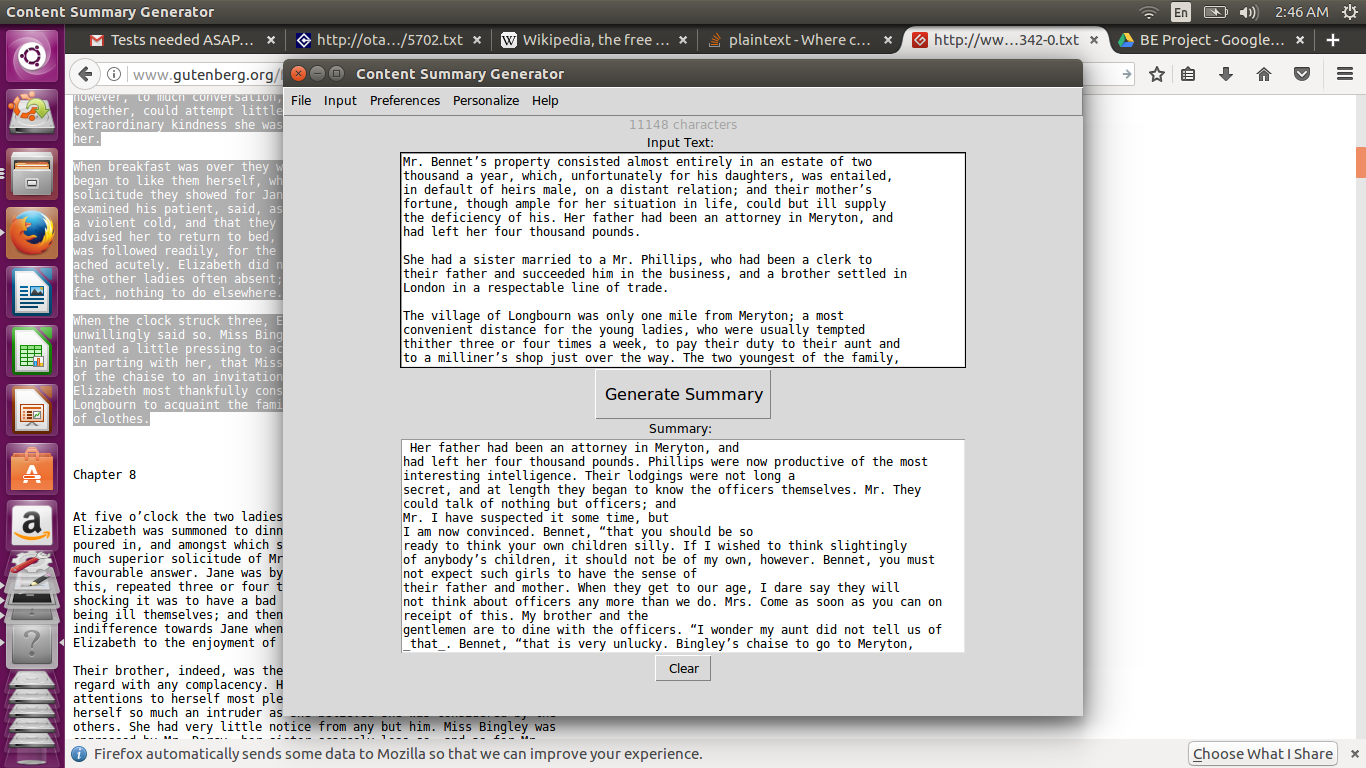 Content Summary Generator
En
2:46 AM
Tests needed ASAP...
http://ota.../5702.txt
Wikipedia, the free ...
plaintext - Where c...
http://ww...342-0.txt
BE Project - Google...
www.gutenberg.org/
Content Summary Generator
File Input Preferences Personalize Help
11148 characters
Input Text:
Mr. Bennet’s property consisted almost entirely in an estate of two
thousand a year, which, unfortunately for his daughters, was entailed,
in default of heirs male, on a distant relation; and their mother’s
fortune, though ample for her situation in life, could but ill supply
the deficiency of his. Her father had been an attorney in Meryton, and
had left her four thousand pounds.
She had a sister married to a Mr. Phillips, who had been a clerk to
their father and succeeded him in the business, and a brother settled in
London in a respectable line of trade.
The village of Longbourn was only one mile from Meryton; a most
convenient distance for the young ladies, who were usually tempted
thither three or four times a week, to pay their duty to their aunt and
to a milliner’s shop just over the way. The two youngest of the family,
Generate Summary
Summary:
Her father had been an attorney in Meryton, and
had left her four thousand pounds. Phillips were now productive of the most
interesting intelligence. Their lodgings were not long a
secret, and at length they began to know the officers themselves. Mr. They
could talk of nothing but officers; and
Mr. I have suspected it some time, but
I am now convinced. Bennet, “that you should be so
ready to think your own children silly. If I wished to think slightingly
of anybody’s children, it should not be of my own, however. Bennet, you must
not expect such girls to have the sense of
their father and mother. When they get to our age, I dare say they will
not think about officers any more than we do. Mrs. Come as soon as you can on
receipt of this. My brother and the
gentlemen are to dine with the officers. “I wonder my aunt did not tell us of
_that_. Bennet, “that is very unlucky. Bingley’s chaise to go to Meryton,
Clear
however, to much conversation,
together, could attempt little
extraordinary kindness she was
her.
When breakfast was over they w
began to like them herself, wh
solicitude they showed for Jan
examined his patient, said, as
a violent cold, and that they
advised her to return to bed,
was followed readily, for the
ached acutely. Elizabeth did n
the other ladies often absent;
fact, nothing to do elsewhere.
When the clock struck three, E
unwillingly said so. Miss Bing
wanted a little pressing to ac
in parting with her, that Miss
of the chaise to an invitation
Elizabeth most thankfully cons
Longbourn to acquaint the fami
of clothes.
Chapter 8
At five o’clock the two ladies
Elizabeth was summoned to dinn
poured in, and amongst which s
much superior solicitude of Mr
favourable answer. Jane was by
this, repeated three or four t
shocking it was to have a bad
being ill themselves; and then
indifference towards Jane when
Elizabeth to the enjoyment of
Their brother, indeed, was the
regard with any complacency. H
attentions to herself most ple
herself so much an intruder as
others. She had very little notice from any but him. Miss Bingley was
Firefox automatically sends some data to Mozilla so that we can improve your experience.
Choose What I Share